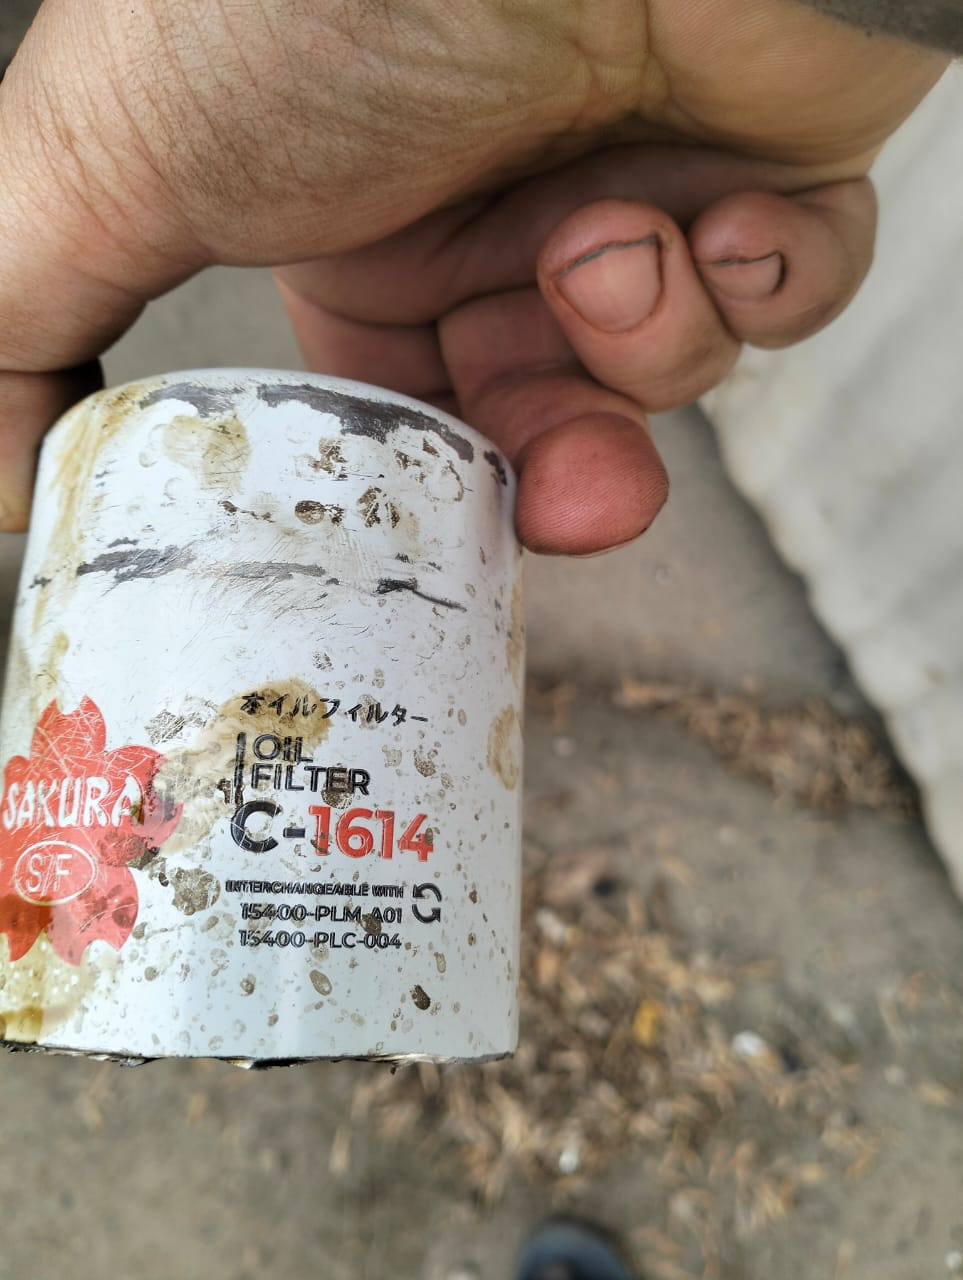 オイルフィルター
OIL
FILTER
C-1614
SAKURA
S/F
INTERCHANGEABLE WITH
15400-PLM-A01
15400-PLC-004